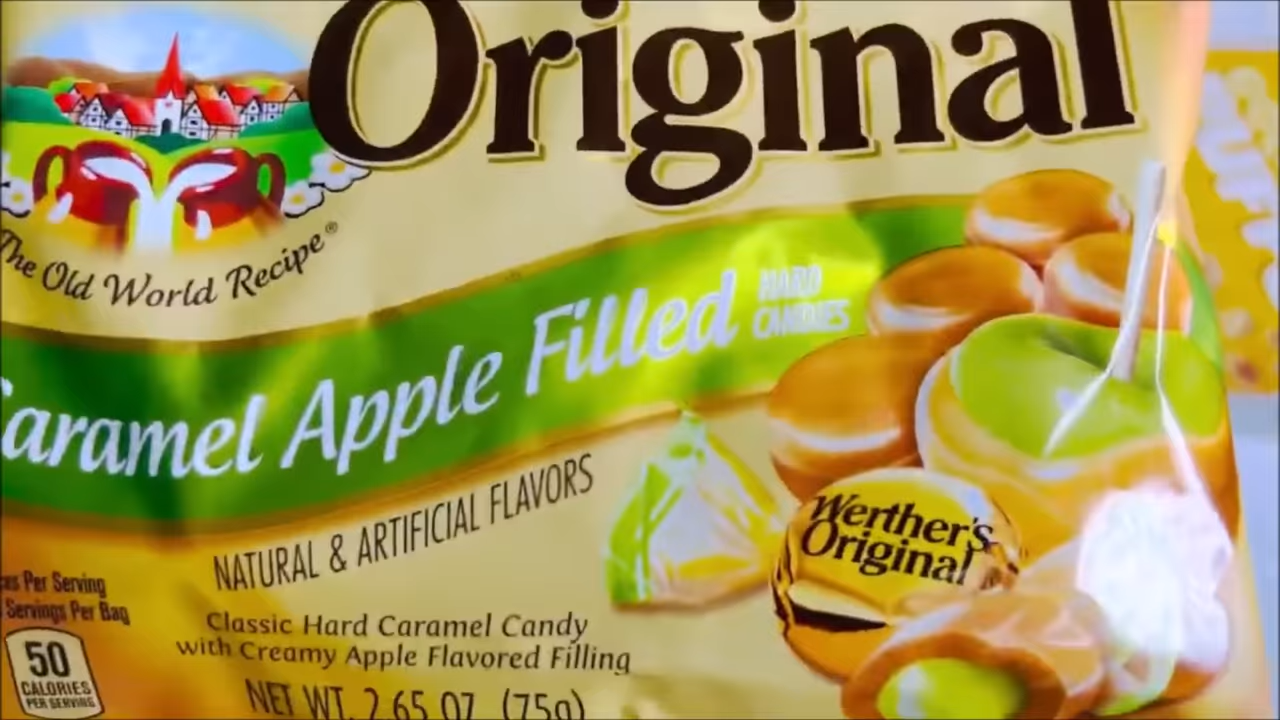 Original
The Old World Recipe®
aramel Apple Filled
HARD
CANDIES
NATURAL & ARTIFICIAL FLAVORS
Per Serving
Servings Per Bag
50
CALORIES
PER SERVING
Classic Hard Caramel Candy
with Creamy Apple Flavored Filling
NET WT. 2.65 OZ (75g)
Werther's
Original